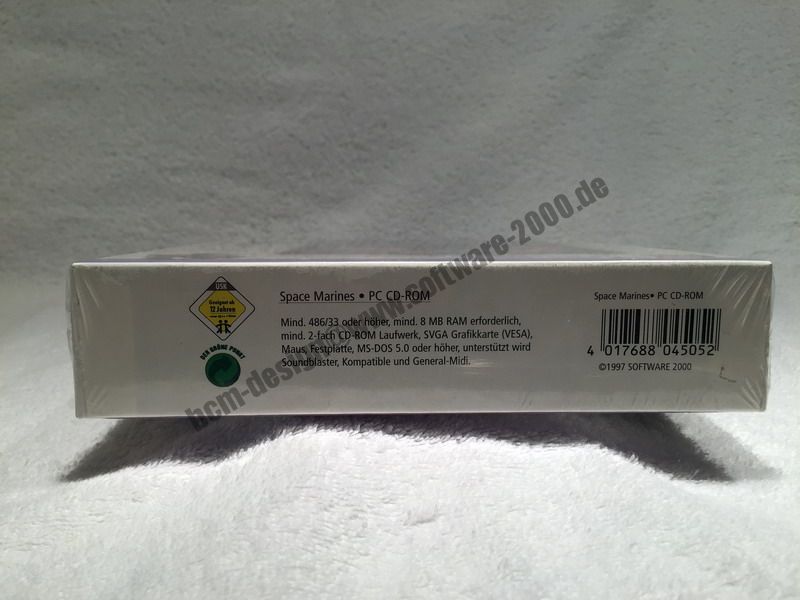 USK
Geeignet ab
12 Jahren
DER GRÜNE PUNKT
Space Marines • PC CD-ROM
Mind. 486/33 oder höher, mind. 8 MB RAM erforderlich,
mind. 2-fach CD-ROM Laufwerk, SVGA Grafikkarte (VESA),
Maus, Festplatte, MS-DOS 5.0 oder höher, unterstützt wird
Soundblaster, Kompatible und General-Midi.
Space Marines• PC CD-ROM
4 017688 045052
©1997 SOFTWARE 2000
www.software-2000.de